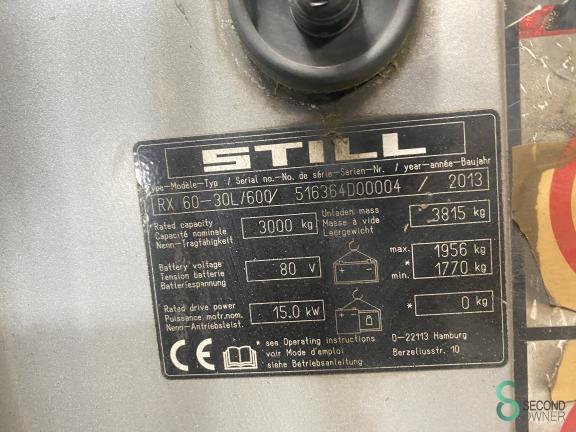 STILL
Type-Modèle-Typ / Serial no.-No. de série-Serien-Nr. / year-année-Baujahr
RX 60-30L/600/ 516364D00004 / 2013
Rated capacity
Capacité nominale
Nenn-Tragfähigkeit
3000 kg
Unladen mass
Masse à vide
Leergewicht
3815 kg
Battery voltage
Tension batterie
Batteriespannung
80 V
max. 1956 kg
*
min. 1770 kg
Rated drive power
Puissance motr.nom.
Nenn-Antriebsleist.
15.0 kW
* 0 kg
CE
* see Operating instructions
voir Mode d'emploi
siehe Betriebsanleitung
D-22113 Hamburg
Berzeliusstr. 10
SECOND
OWNER